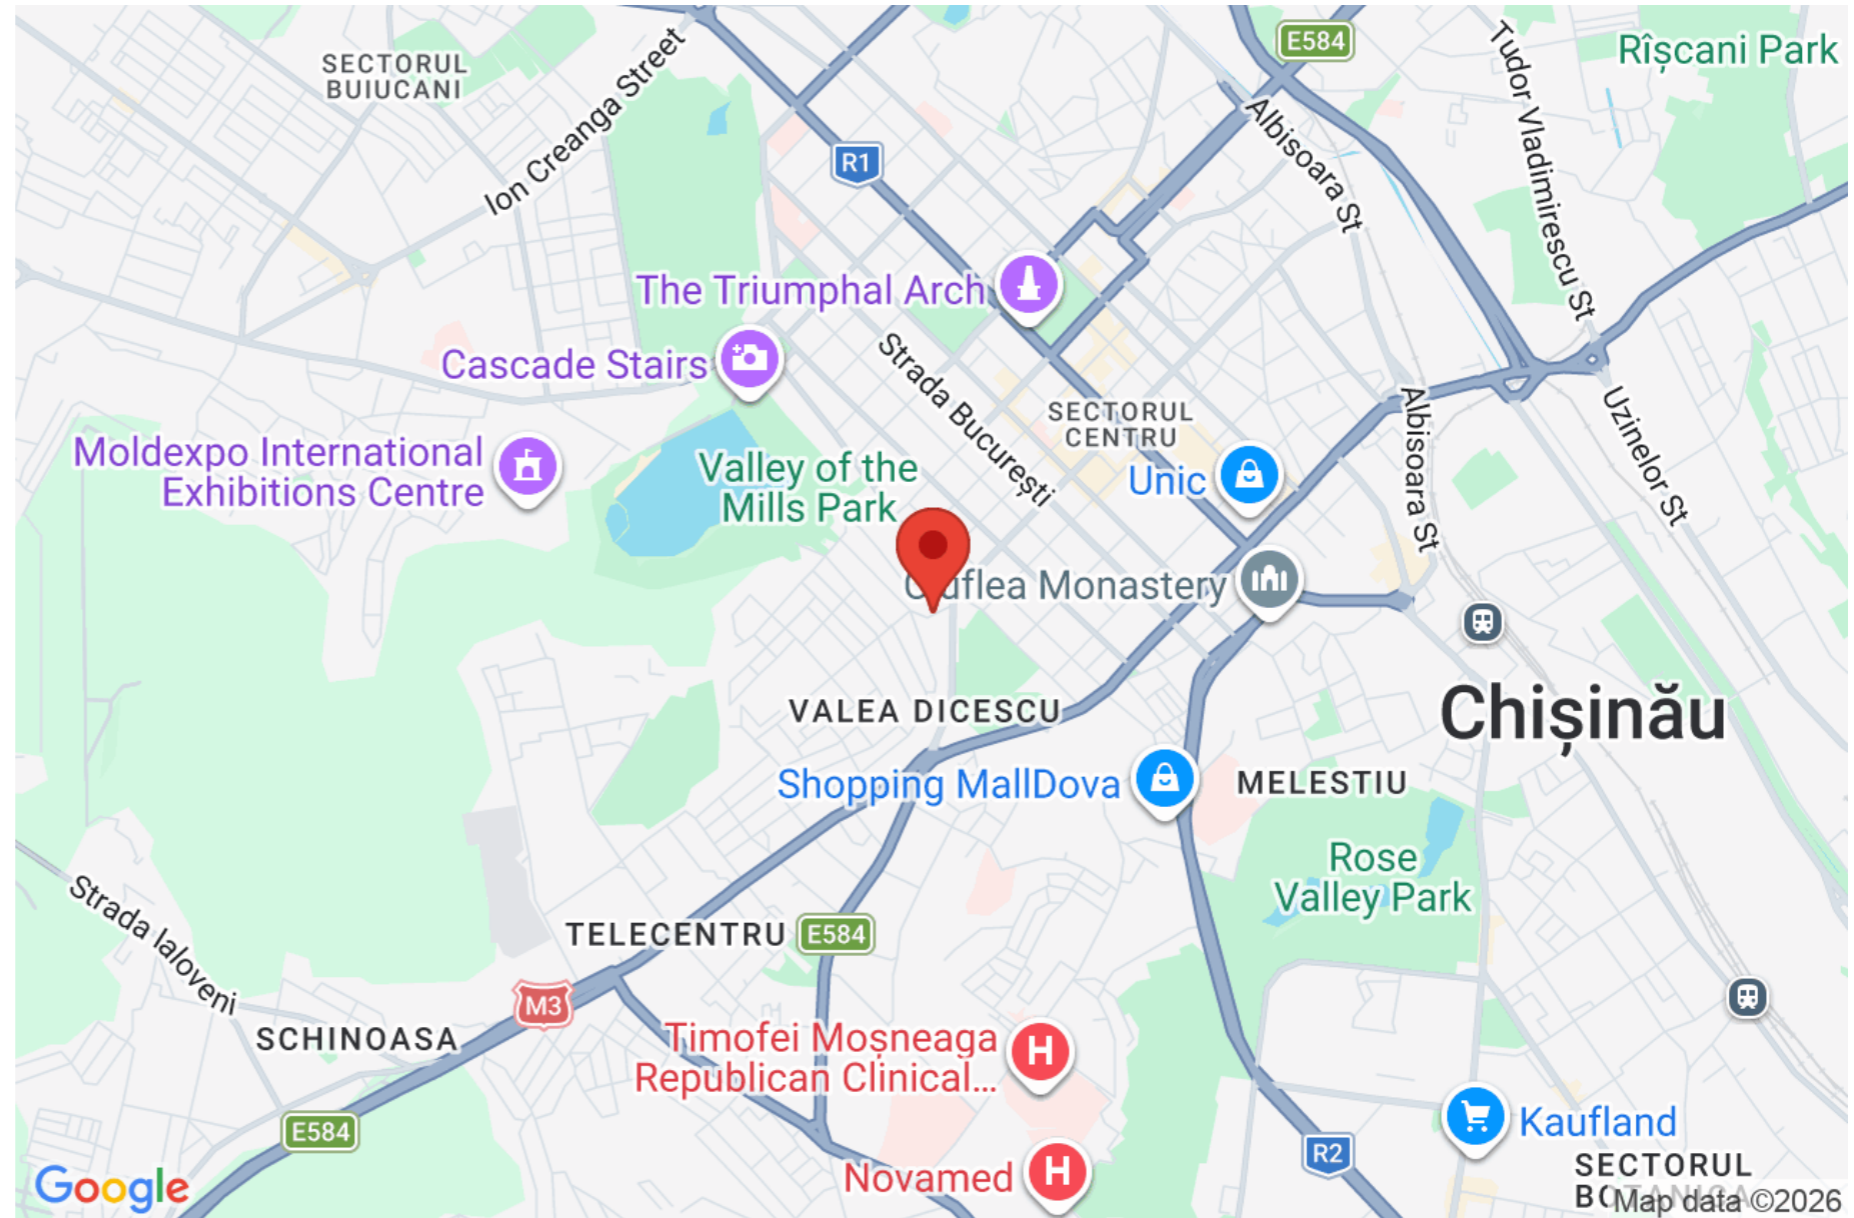 SECTORUL
BUIUCANI
Ion Creanga Street
R1
E584
Albisoara St
Tudor Vladimirescu St
Rîșcani Park
The Triumphal Arch
Cascade Stairs
Strada București
SECTORUL
CENTRU
Moldexpo International
Exhibitions Centre
Valley of the
Mills Park
Unic
Albisoara St
Uzinelor St
Monastery
VALEA DICESCU
Chișinău
Shopping MallDova
MELESTIU
Rose
Valley Park
Strada Ialoveni
TELECENTRU
E584
M3
SCHINOASA
Timofei Moșneaga
Republican Clinical...
H
E584
Kaufland
R2
Novamed
H
SECTORUL
Google
Map data ©2026